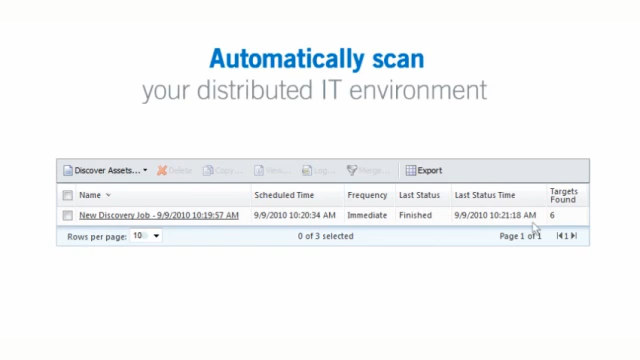 Automatically scan
your distributed IT environment
Discover Assets... Delete Copy... View... Log... Merge... Export
Name Scheduled Time Frequency Last Status Last Status Time Targets Found
New Discovery Job - 9/9/2010 10:19:57 AM 9/9/2010 10:20:34 AM Immediate Finished 9/9/2010 10:21:18 AM 6
Rows per page: 10 0 of 3 selected Page 1 of 1 1